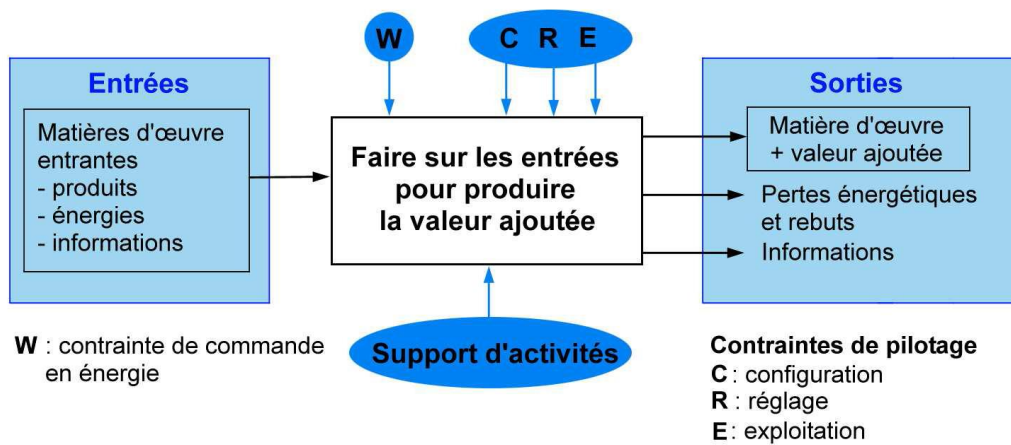 W
C R E
Entrées
Matières d'œuvre
entrantes
- produits
- énergies
- informations
Faire sur les entrées
pour produire
la valeur ajoutée
Sorties
Matière d'œuvre
+ valeur ajoutée
Pertes énergétiques
et rebuts
Informations
Support d'activités
W : contrainte de commande
en énergie
Contraintes de pilotage
C : configuration
R : réglage
E : exploitation